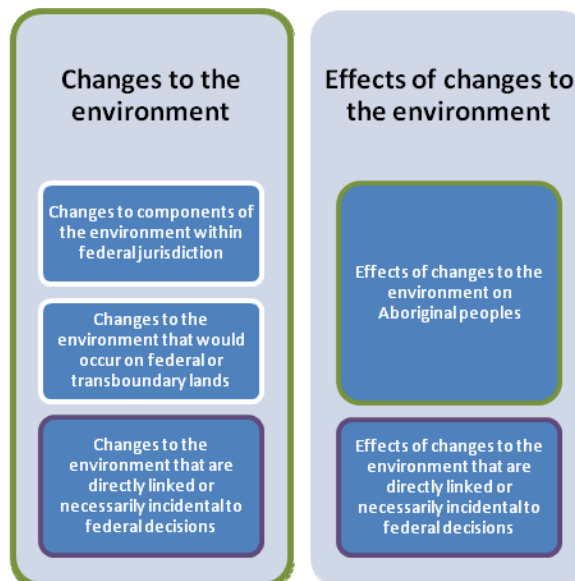 Changes to the
environment
Changes to components of
the environment within
federal jurisdiction
Changes to the
environment that would
occur on federal or
transboundary lands
Changes to the
environment that are
directly linked or
necessarily incidental to
federal decisions
Effects of changes to
the environment
Effects of changes to the
environment on
Aboriginal peoples
Effects of changes to the
environment that are
directly linked or
necessarily incidental to
federal decisions